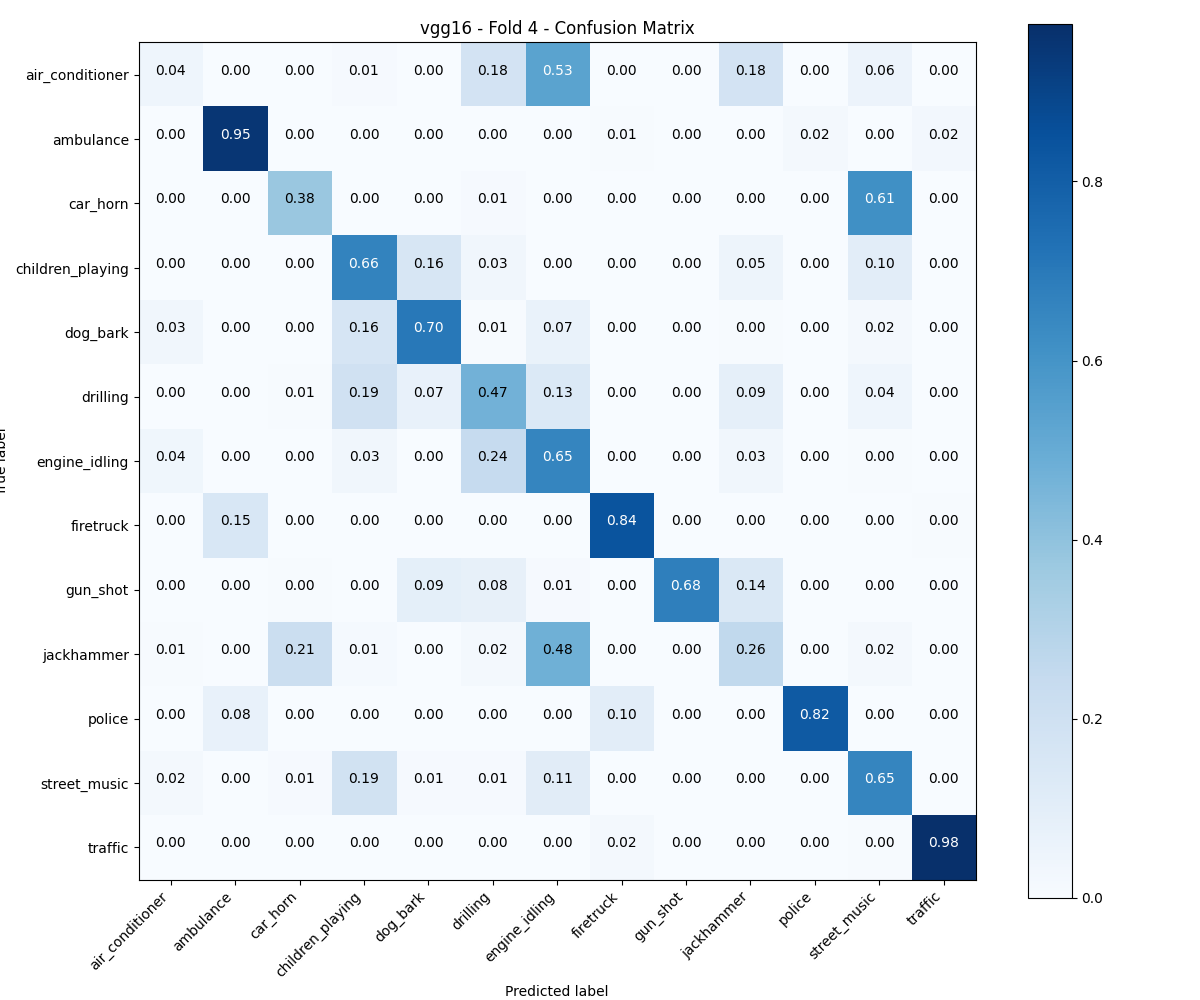 vgg16 - Fold 4 - Confusion Matrix
air_conditioner 0.04 0.00 0.00 0.01 0.00 0.18 0.53 0.00 0.00 0.18 0.00 0.06 0.00
ambulance 0.00 0.95 0.00 0.00 0.00 0.00 0.00 0.01 0.00 0.00 0.02 0.00 0.02
car_horn 0.00 0.00 0.38 0.00 0.00 0.01 0.00 0.00 0.00 0.00 0.00 0.61 0.00
children_playing 0.00 0.00 0.00 0.66 0.16 0.03 0.00 0.00 0.00 0.05 0.00 0.10 0.00
dog_bark 0.03 0.00 0.00 0.16 0.70 0.01 0.07 0.00 0.00 0.00 0.00 0.02 0.00
drilling 0.00 0.00 0.01 0.19 0.07 0.47 0.13 0.00 0.00 0.09 0.00 0.04 0.00
engine_idling 0.04 0.00 0.00 0.03 0.00 0.24 0.65 0.00 0.00 0.03 0.00 0.00 0.00
firetruck 0.00 0.15 0.00 0.00 0.00 0.00 0.00 0.84 0.00 0.00 0.00 0.00 0.00
gun_shot 0.00 0.00 0.00 0.00 0.09 0.08 0.01 0.00 0.68 0.14 0.00 0.00 0.00
jackhammer 0.01 0.00 0.21 0.01 0.00 0.02 0.48 0.00 0.00 0.26 0.00 0.02 0.00
police 0.00 0.08 0.00 0.00 0.00 0.00 0.00 0.10 0.00 0.00 0.82 0.00 0.00
street_music 0.02 0.00 0.01 0.19 0.01 0.01 0.11 0.00 0.00 0.00 0.00 0.65 0.00
traffic 0.00 0.00 0.00 0.00 0.00 0.00 0.00 0.02 0.00 0.00 0.00 0.00 0.98
air_conditioner
ambulance
car_horn
children_playing
dog_bark
drilling
engine_idling
firetruck
gun_shot
jackhammer
police
street_music
traffic
Predicted label
0.8
0.6
0.4
0.2
0.0
label